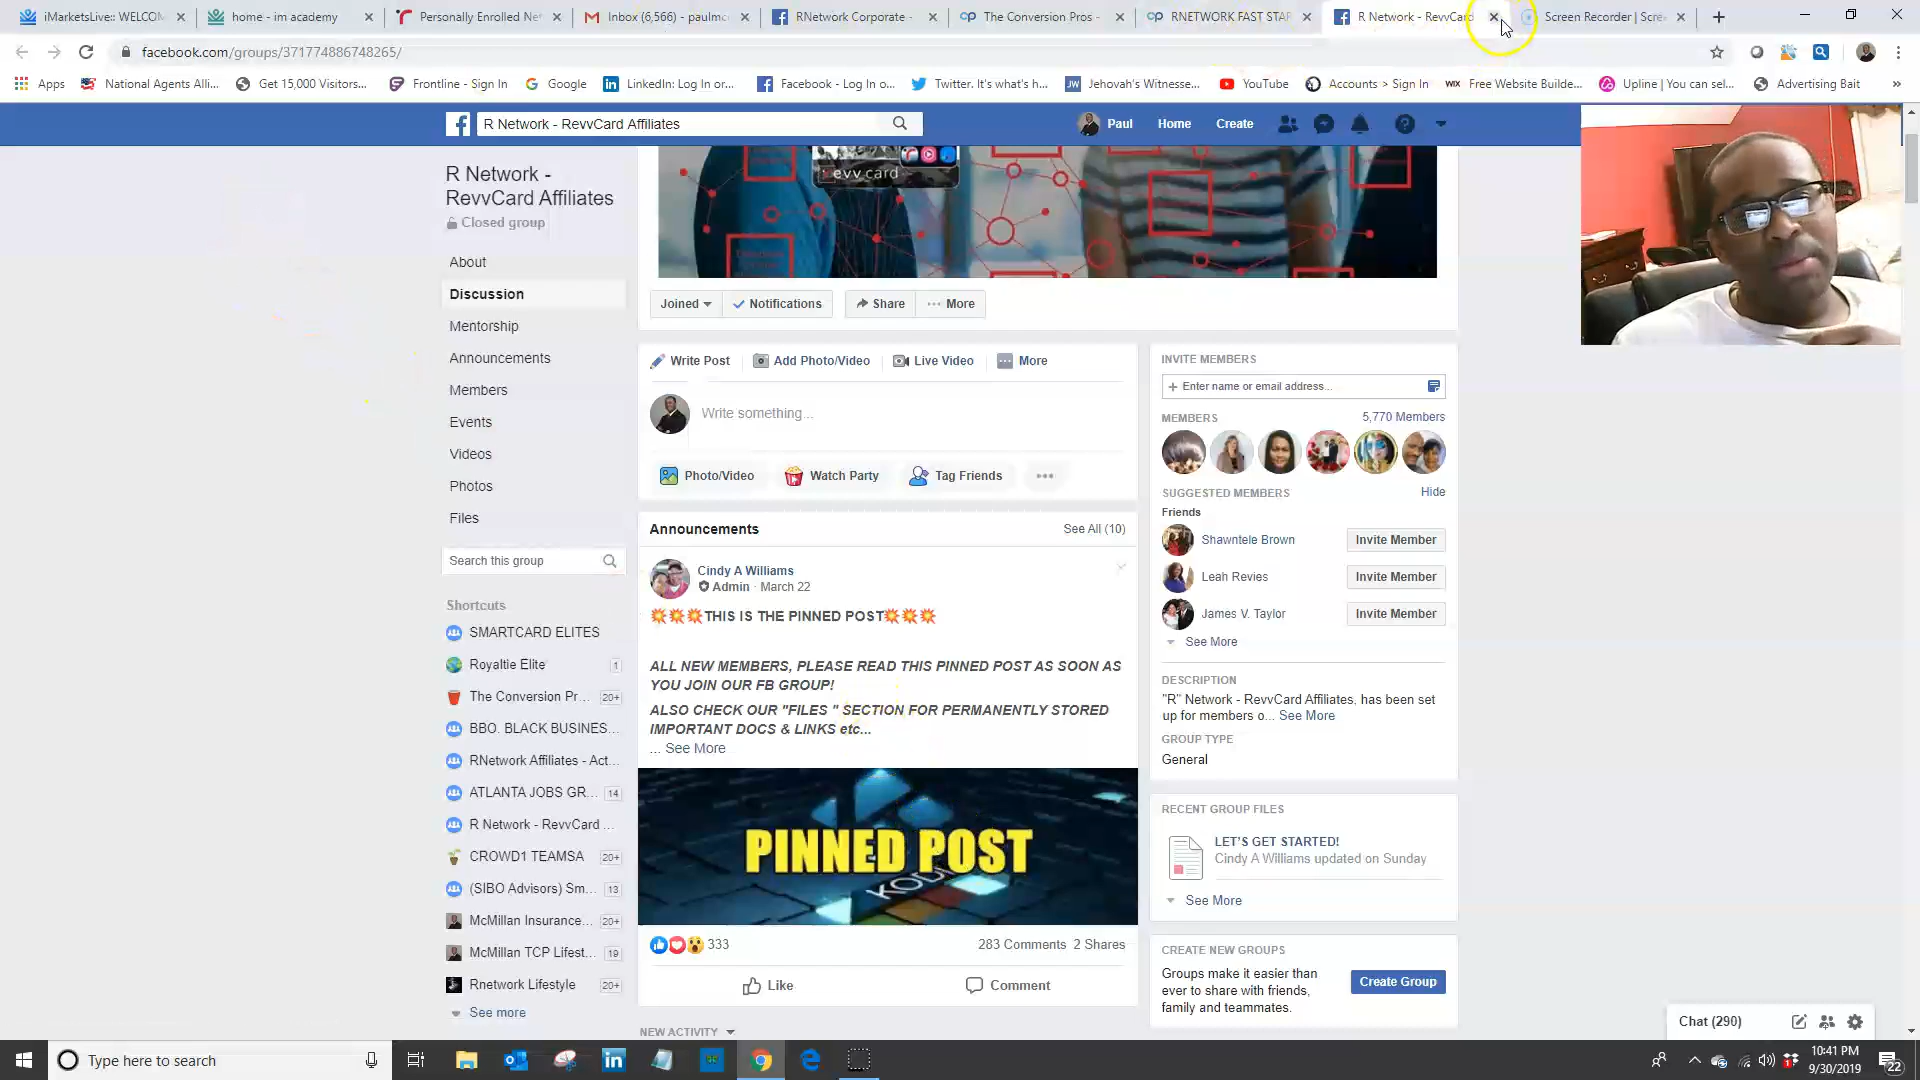 iMarketsLive:: WELCOM
home - im academy
Personally Enrolled Ne
Inbox (6,566) - paulmc
RNetwork Corporate -
The Conversion Pros -
RNETWORK FAST STAR
R Network - RevvCard
Screen Recorder | Scre
facebook.com/groups/371774886748265/
Apps
National Agents Alli...
Get 15,000 Visitors...
Frontline - Sign In
Google
LinkedIn: Log In or...
Facebook - Log In o...
Twitter. It's what's h...
Jehovah's Witnesse...
YouTube
Accounts > Sign In
Free Website Builde...
Upline | You can sel...
Advertising Bait
R Network - RevvCard Affiliates
Paul
Home
Create
R Network -
RevvCard Affiliates
Closed group
About
Discussion
Mentorship
Announcements
Members
Events
Videos
Photos
Files
Search this group
Shortcuts
SMARTCARD ELITES
Royaltie Elite 1
The Conversion Pr... 20+
BBO. BLACK BUSINES...
RNetwork Affiliates - Act...
ATLANTA JOBS GR... 14
R Network - RevvCard ...
CROWD1 TEAMSA 20+
(SIBO Advisors) Sm... 13
McMillan Insurance... 20+
McMillan TCP Lifest... 19
Rnetwork Lifestyle 20+
See more
evv card
Joined
Notifications
Share
More
Write Post
Add Photo/Video
Live Video
More
Write something...
Photo/Video
Watch Party
Tag Friends
Announcements
See All (10)
Cindy A Williams
Admin · March 22
💥💥💥THIS IS THE PINNED POST💥💥💥
ALL NEW MEMBERS, PLEASE READ THIS PINNED POST AS SOON AS
YOU JOIN OUR FB GROUP!
ALSO CHECK OUR "FILES " SECTION FOR PERMANENTLY STORED
IMPORTANT DOCS & LINKS etc...
... See More
PINNED POST
333
283 Comments 2 Shares
Like
Comment
NEW ACTIVITY
INVITE MEMBERS
+ Enter name or email address...
MEMBERS
5,770 Members
SUGGESTED MEMBERS
Hide
Friends
Shawntele Brown
Invite Member
Leah Revies
Invite Member
James V. Taylor
Invite Member
See More
DESCRIPTION
"R" Network - RevvCard Affiliates, has been set
up for members o... See More
GROUP TYPE
General
RECENT GROUP FILES
LET'S GET STARTED!
Cindy A Williams updated on Sunday
See More
CREATE NEW GROUPS
Groups make it easier than
ever to share with friends,
family and teammates.
Create Group
Chat (290)
Type here to search
10:41 PM
9/30/2019
22